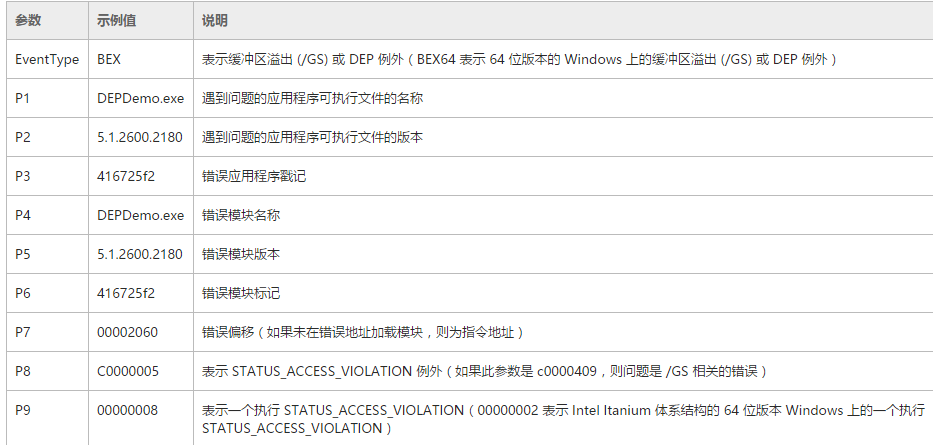 参数 示例值 说明
EventType BEX 表示缓冲区溢出 (/GS) 或 DEP 例外（BEX64 表示 64 位版本的 Windows 上的缓冲区溢出 (/GS) 或 DEP 例外）
P1 DEPDemo.exe 遇到问题的应用程序可执行文件的名称
P2 5.1.2600.2180 遇到问题的应用程序可执行文件的版本
P3 416725f2 错误应用程序戳记
P4 DEPDemo.exe 错误模块名称
P5 5.1.2600.2180 错误模块版本
P6 416725f2 错误模块标记
P7 00002060 错误偏移（如果未在错误地址加载模块，则为指令地址）
P8 C0000005 表示 STATUS_ACCESS_VIOLATION 例外（如果此参数是 c0000409，则问题是 /GS 相关的错误）
P9 00000008 表示一个执行 STATUS_ACCESS_VIOLATION（00000002 表示 Intel Itanium 体系结构的 64 位版本 Windows 上的一个执行
STATUS_ACCESS_VIOLATION）